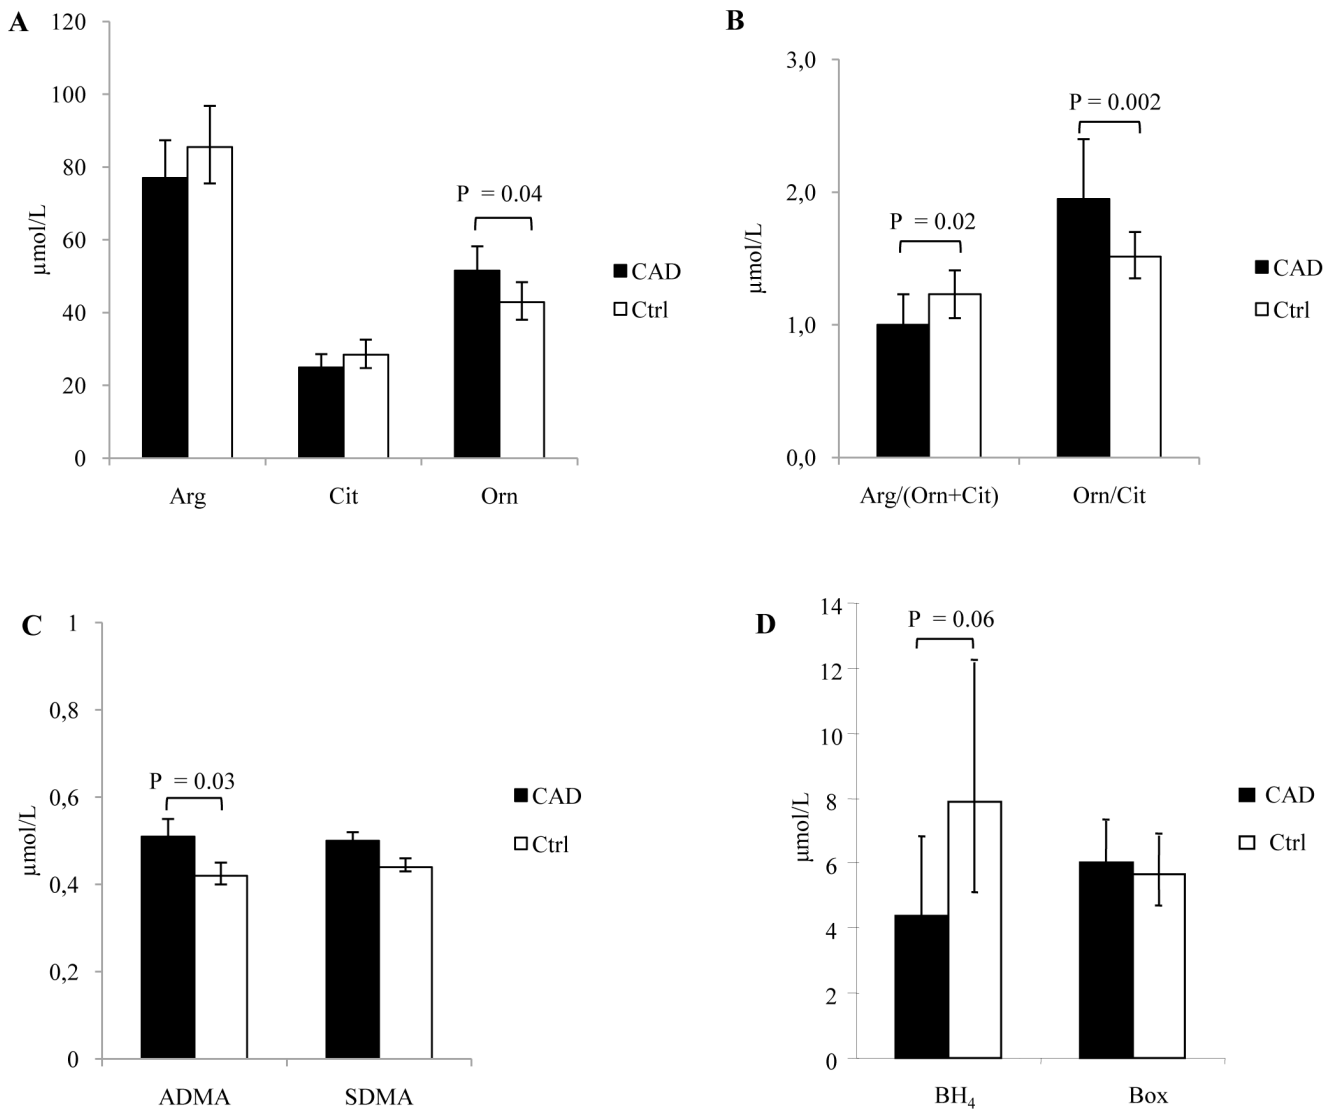 A
120
100
80
60
40
20
0
µmol/L
P = 0.04
CAD
Ctrl
Arg Cit Orn
B
3,0
2,0
1,0
0,0
µmol/L
P = 0.02
P = 0.002
CAD
Ctrl
Arg/(Orn+Cit) Orn/Cit
C
1
0,8
0,6
0,4
0,2
0
µmol/L
P = 0.03
CAD
Ctrl
ADMA SDMA
D
14
12
10
8
6
4
2
0
µmol/L
P = 0.06
CAD
Ctrl
BH4 Box